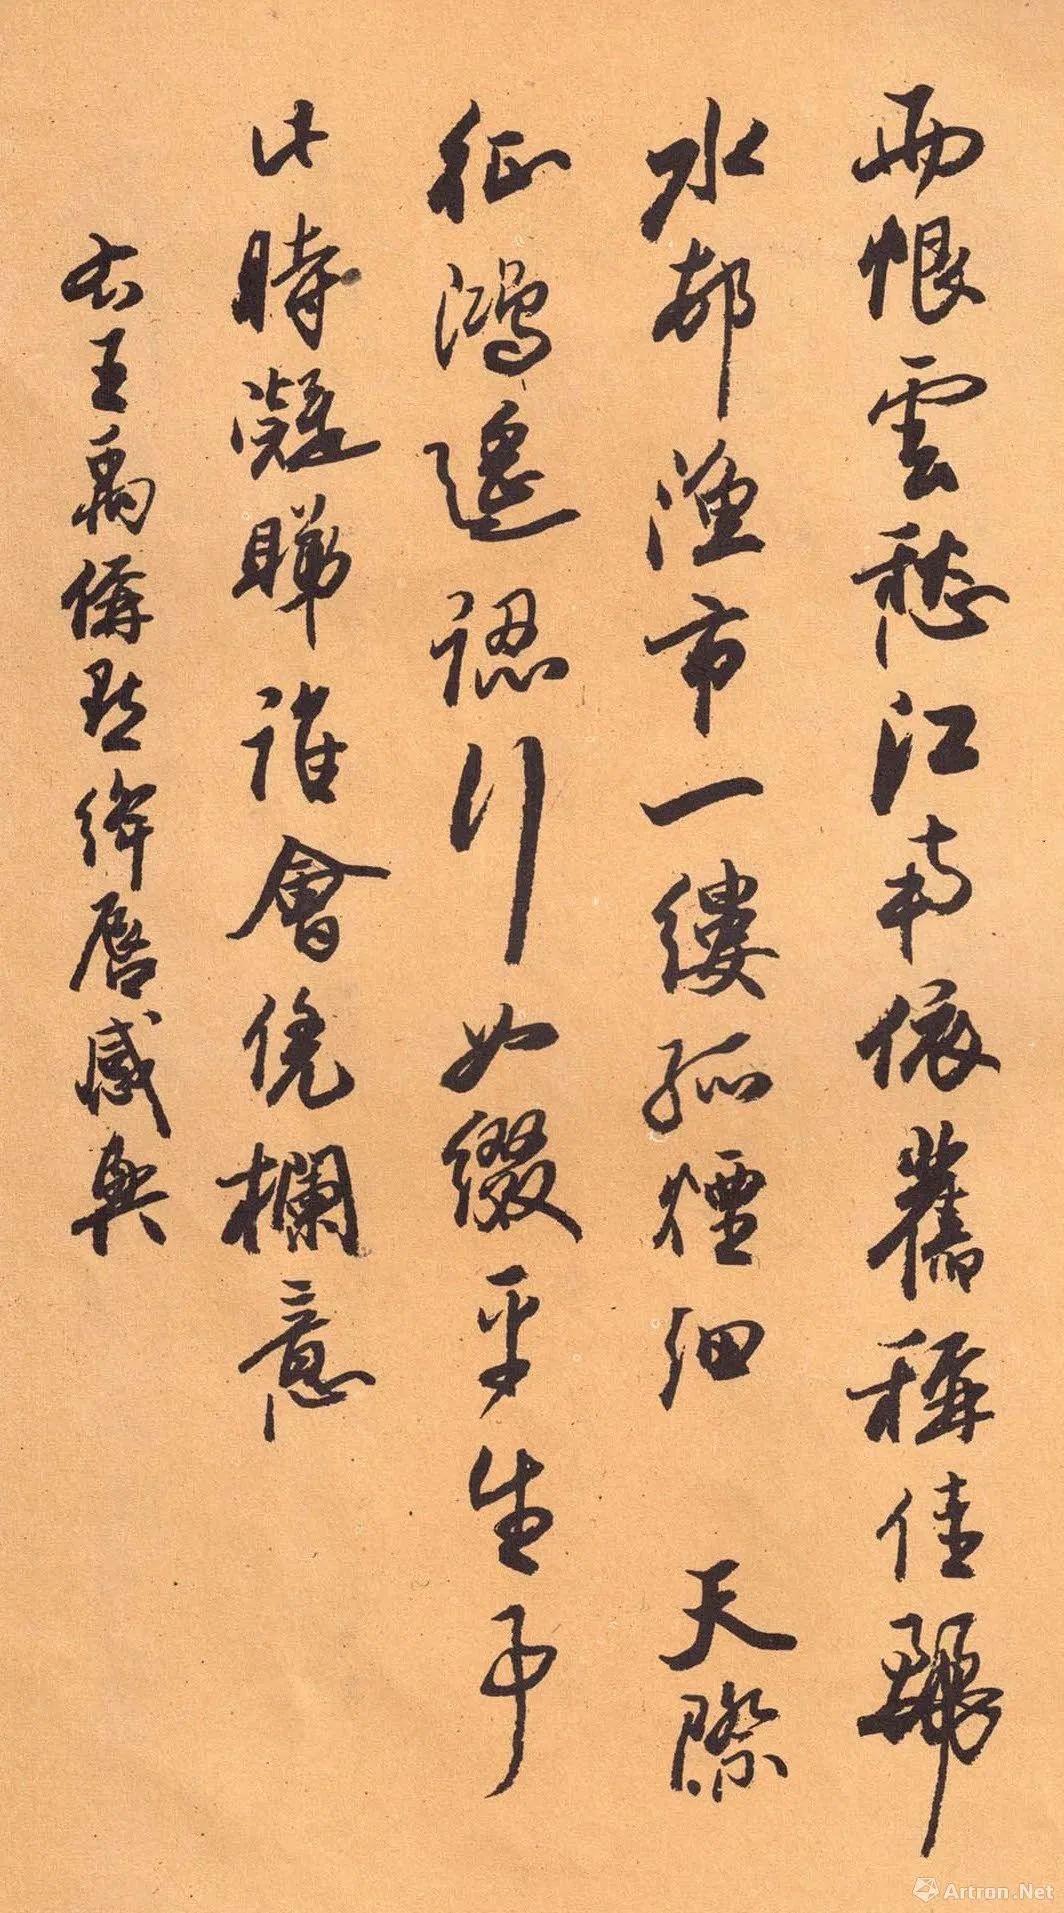 雨恨雲愁江南依舊稱佳麗
水邨漁市一縷孤煙細　天際
征鴻遙認行如綴平生事
此時凝睇誰會凭欄意
右王禹偁點絳唇感興
Artron.Net